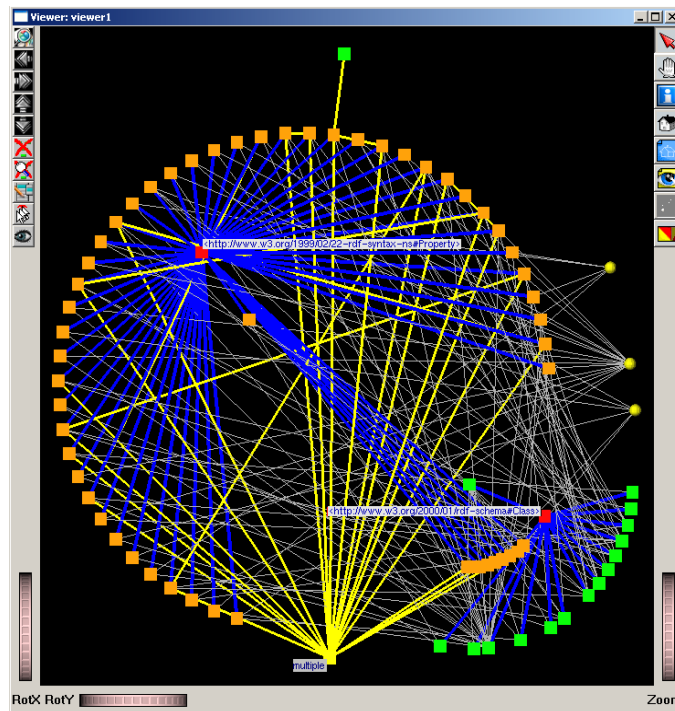 Viewer: viewer1
<http://www.w3.org/1999/02/22-rdf-syntax-ns#Property>
<http://www.w3.org/2000/01/rdf-schema#Class>
multiple
RotX RotY
Zoom